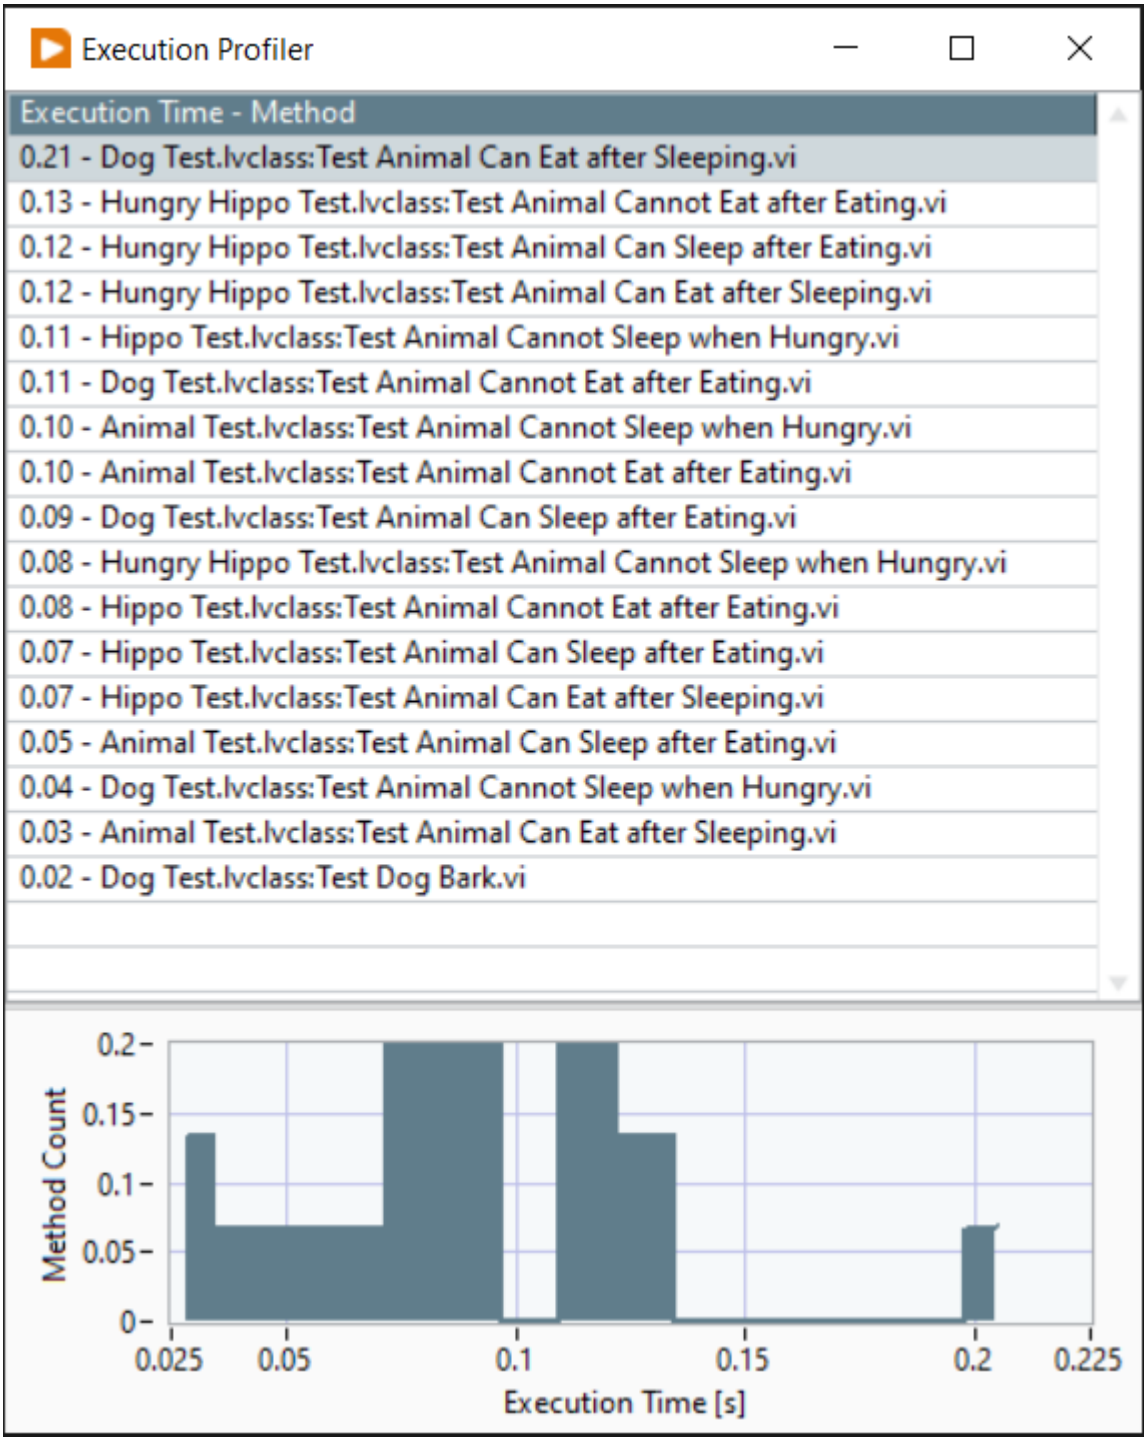 Execution Profiler
Execution Time - Method
0.21 - Dog Test.lvclass:Test Animal Can Eat after Sleeping.vi
0.13 - Hungry Hippo Test.lvclass:Test Animal Cannot Eat after Eating.vi
0.12 - Hungry Hippo Test.lvclass:Test Animal Can Sleep after Eating.vi
0.12 - Hungry Hippo Test.lvclass:Test Animal Can Eat after Sleeping.vi
0.11 - Hippo Test.lvclass:Test Animal Cannot Sleep when Hungry.vi
0.11 - Dog Test.lvclass:Test Animal Cannot Eat after Eating.vi
0.10 - Animal Test.lvclass:Test Animal Cannot Sleep when Hungry.vi
0.10 - Animal Test.lvclass:Test Animal Cannot Eat after Eating.vi
0.09 - Dog Test.lvclass:Test Animal Can Sleep after Eating.vi
0.08 - Hungry Hippo Test.lvclass:Test Animal Cannot Sleep when Hungry.vi
0.08 - Hippo Test.lvclass:Test Animal Cannot Eat after Eating.vi
0.07 - Hippo Test.lvclass:Test Animal Can Sleep after Eating.vi
0.07 - Hippo Test.lvclass:Test Animal Can Eat after Sleeping.vi
0.05 - Animal Test.lvclass:Test Animal Can Sleep after Eating.vi
0.04 - Dog Test.lvclass:Test Animal Cannot Sleep when Hungry.vi
0.03 - Animal Test.lvclass:Test Animal Can Eat after Sleeping.vi
0.02 - Dog Test.lvclass:Test Dog Bark.vi
Method Count
0.2
0.15
0.1
0.05
0
0.025 0.05 0.1 0.15 0.2 0.225
Execution Time [s]